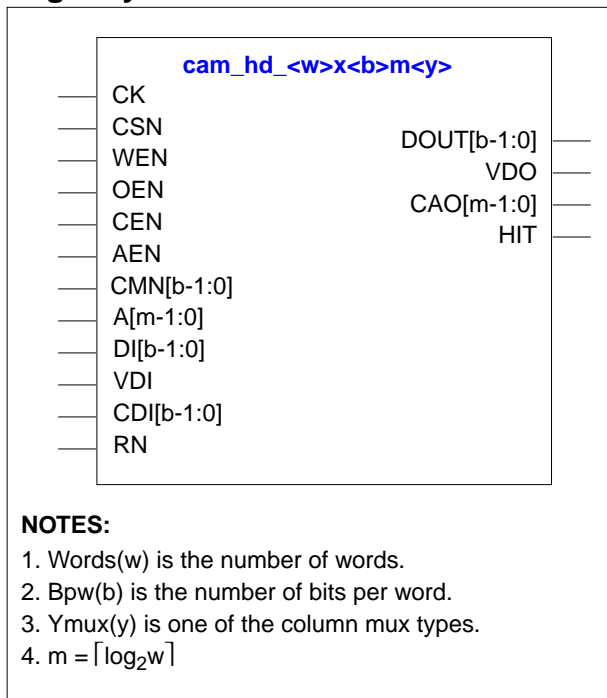 cam_hd_<w>x<b>m<y>
CK
CSN
WEN
OEN
CEN
AEN
CMN[b-1:0]
A[m-1:0]
DI[b-1:0]
VDI
CDI[b-1:0]
RN
DOUT[b-1:0]
VDO
CAO[m-1:0]
HIT
NOTES:
1. Words(w) is the number of words.
2. Bpw(b) is the number of bits per word.
3. Ymux(y) is one of the column mux types.
4. m = ⌈log₂w⌉